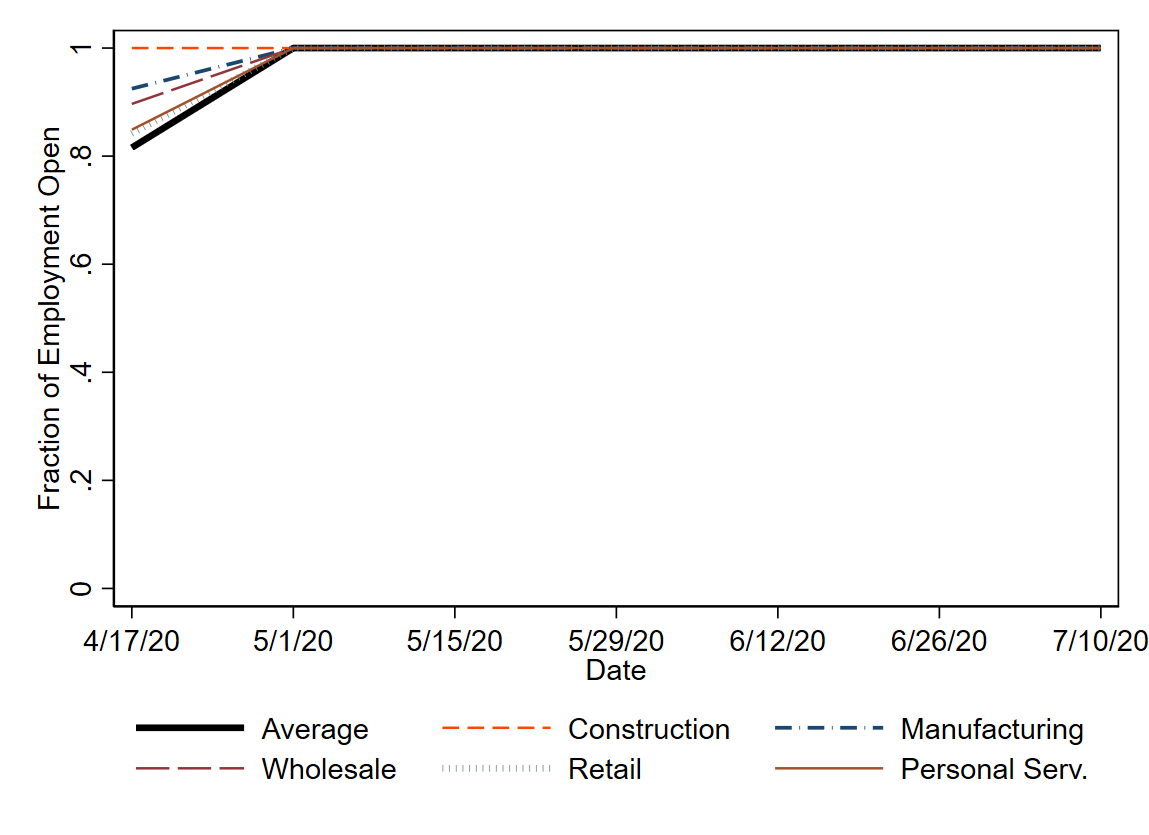 Fraction of Employment Open
1
.8
.6
.4
.2
0
4/17/20 5/1/20 5/15/20 5/29/20 6/12/20 6/26/20 7/10/20
Date
Average Construction Manufacturing
Wholesale Retail Personal Serv.